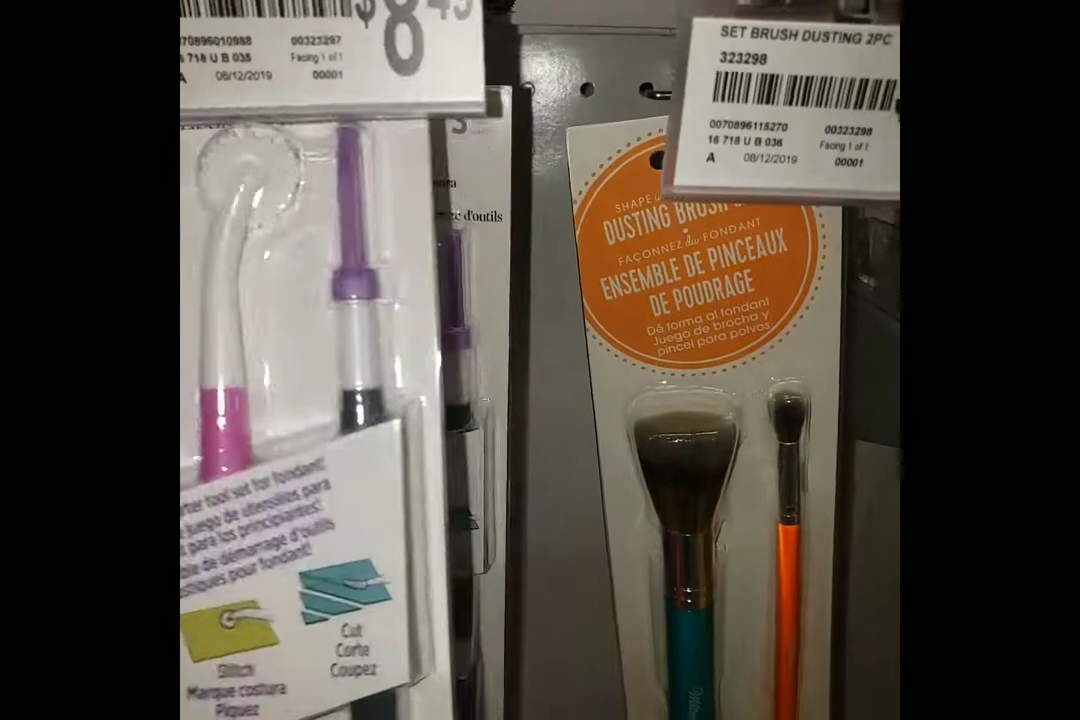 $8
70896010988 00323297
718 U B 035 Facing 1 of 1
A 08/12/2019 00001
SET BRUSH DUSTING 2PC
323298
0070896115270 00323298
16 718 U B 036 Facing 1 of 1
A 08/12/2019 00001
d'outils
SHAPE
DUSTING BRUSH
FAÇONNEZ du FONDANT
ENSEMBLE DE PINCEAUX
DE POUDRAGE
Dé forma al fondant
Juego de brocha y
pincel para polvos
tool set for fondant!
juego de utensilios para
para los principiantes!
de démarrage d'outils
pour fondant!
Stitch
Marque costura
Piquez
Cut
Corte
Coupez